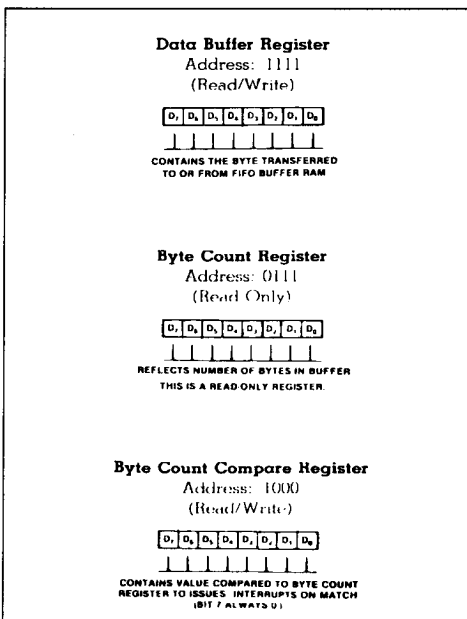 Data Buffer Register
Address: 1111
(Read/Write)
D7 D6 D5 D4 D3 D2 D1 D0
CONTAINS THE BYTE TRANSFERRED
TO OR FROM FIFO BUFFER RAM
Byte Count Register
Address: 0111
(Read Only)
D7 D6 D5 D4 D3 D2 D1 D0
REFLECTS NUMBER OF BYTES IN BUFFER
THIS IS A READ-ONLY REGISTER.
Byte Count Compare Register
Address: 1000
(Read/Write)
D7 D6 D5 D4 D3 D2 D1 D0
CONTAINS VALUE COMPARED TO BYTE COUNT
REGISTER TO ISSUES INTERRUPTS ON MATCH
(BIT 7 ALWAYS 0)